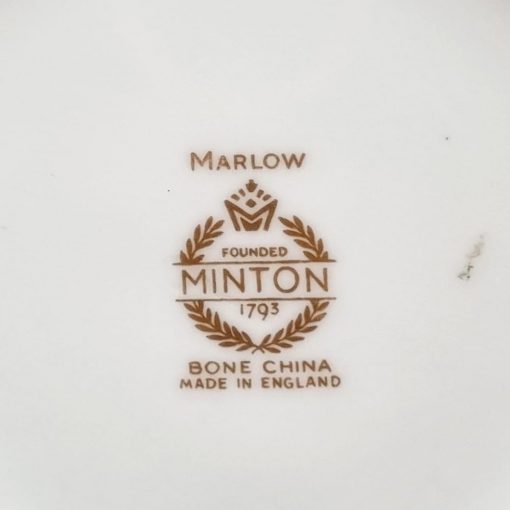 MARLOW
FOUNDED
MINTON
1793
BONE CHINA
MADE IN ENGLAND